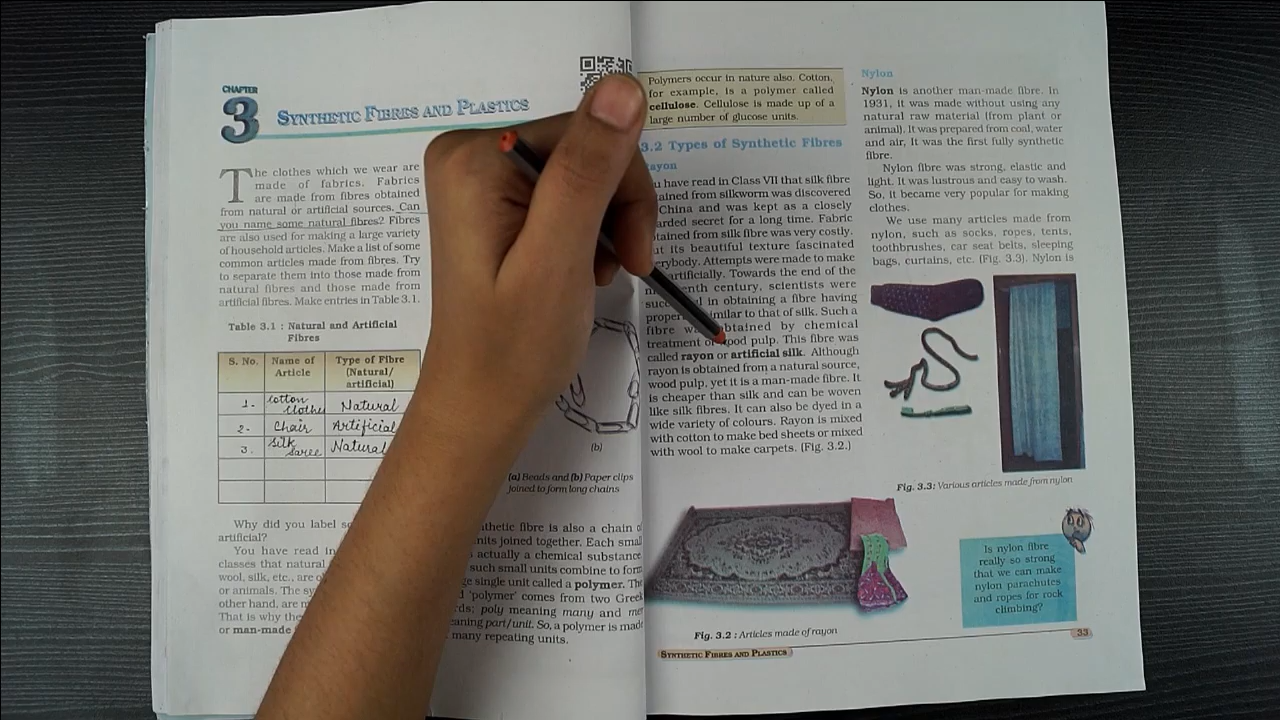 CHAPTER
3
SYNTHETIC FIBRES AND PLASTICS
The clothes which we wear are
made of fabrics. Fabrics
are made from fibres obtained
from natural or artificial sources. Can
you name some natural fibres? Fibres
are also used for making a large variety
of household articles. Make a list of some
common articles made from fibres. Try
to separate them into those made from
natural fibres and those made from
artificial fibres. Make entries in Table 3.1.
Table 3.1 : Natural and Artificial
Fibres
S. No. Name of Article Type of Fibre (Natural/ artificial)
1- Cotton clothes Natural
2- Chair Artificial
3. Silk Saree Natural
Why did you label
artificial?
You have read in
classes that natural
wool, silk, etc., are
or animals. The
other hand, are
That is why
or man-made
(b)
(a) Beads and (b) Paper clips
joined to form long chains
fibre is also a chain
joined together. Each small
actually a chemical substance.
such small units combine to form
single unit called a polymer. The
'polymer' comes from two Greek
poly meaning many and
part/unit. So, a polymer is made
many repeating units.
Polymers occur in nature also. Cotton,
for example, is a polymer called
cellulose. Cellulose is made up of a
large number of glucose units.
3.2 Types of Synthetic Fibres
have read in Class VII that silk fibre
from silkworm was discovered
China and was kept as a closely
secret for a long time. Fabric
from silk fibre was very costly.
its beautiful texture fascinated
Attempts were made to make
artificially. Towards the end of the
century, scientists were
in obtaining a fibre having
similar to that of silk. Such a
fibre obtained by chemical
treatment pulp. This fibre was
called rayon or artificial silk. Although
rayon is obtained from a natural source,
wood pulp, yet it is a man-made fibre. It
is cheaper than silk and can be woven
like silk fibres. It can also be dyed in a
wide variety of colours. Rayon is mixed
with cotton to make bed sheets or mixed
with wool to make carpets. (Fig. 3.2.)
Fig. 3.2 : Articles made of rayon
Nylon
Nylon is another man-made fibre. In
1931, it was made without using any
natural raw material (from plant or
animal). It was prepared from coal, water
and air. It was the first fully synthetic
fibre.
Nylon fibre was strong, elastic and
light. It was lustrous and easy to wash.
So, it became very popular for making
clothes.
We use many articles made from
nylon, such as socks, ropes, tents,
toothbrushes, car seat belts, sleeping
bags, curtains, etc. (Fig. 3.3). Nylon is
Fig. 3.3: Various articles made from nylon
Is nylon fibre
really so strong
that we can make
nylon parachutes
and ropes for rock
climbing?
SYNTHETIC FIBRES AND PLASTICS
33